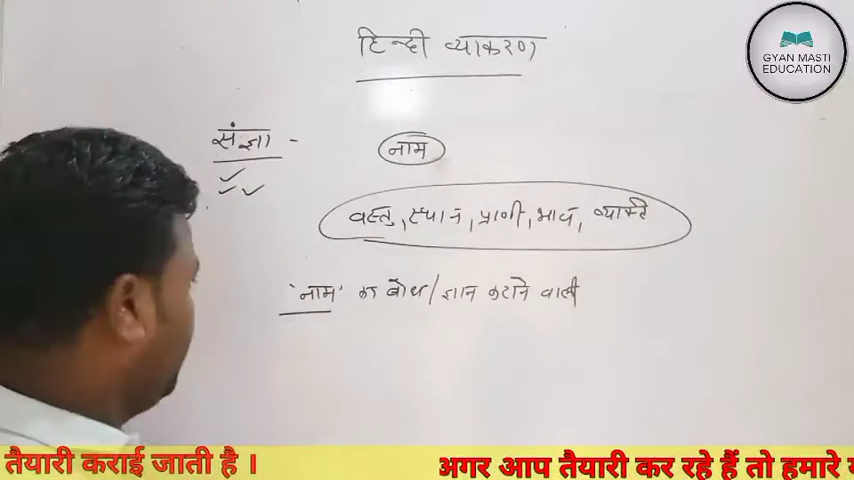 हिन्दी व्याकरण
GYAN MASTI
EDUCATION
संज्ञा -
नाम
वस्तु, स्थान, प्राणी, भाव, व्यक्ति
'नाम' का बोध/ज्ञान कराने वाली
तैयारी कराई जाती है ।
अगर आप तैयारी कर रहे हैं तो हमारे